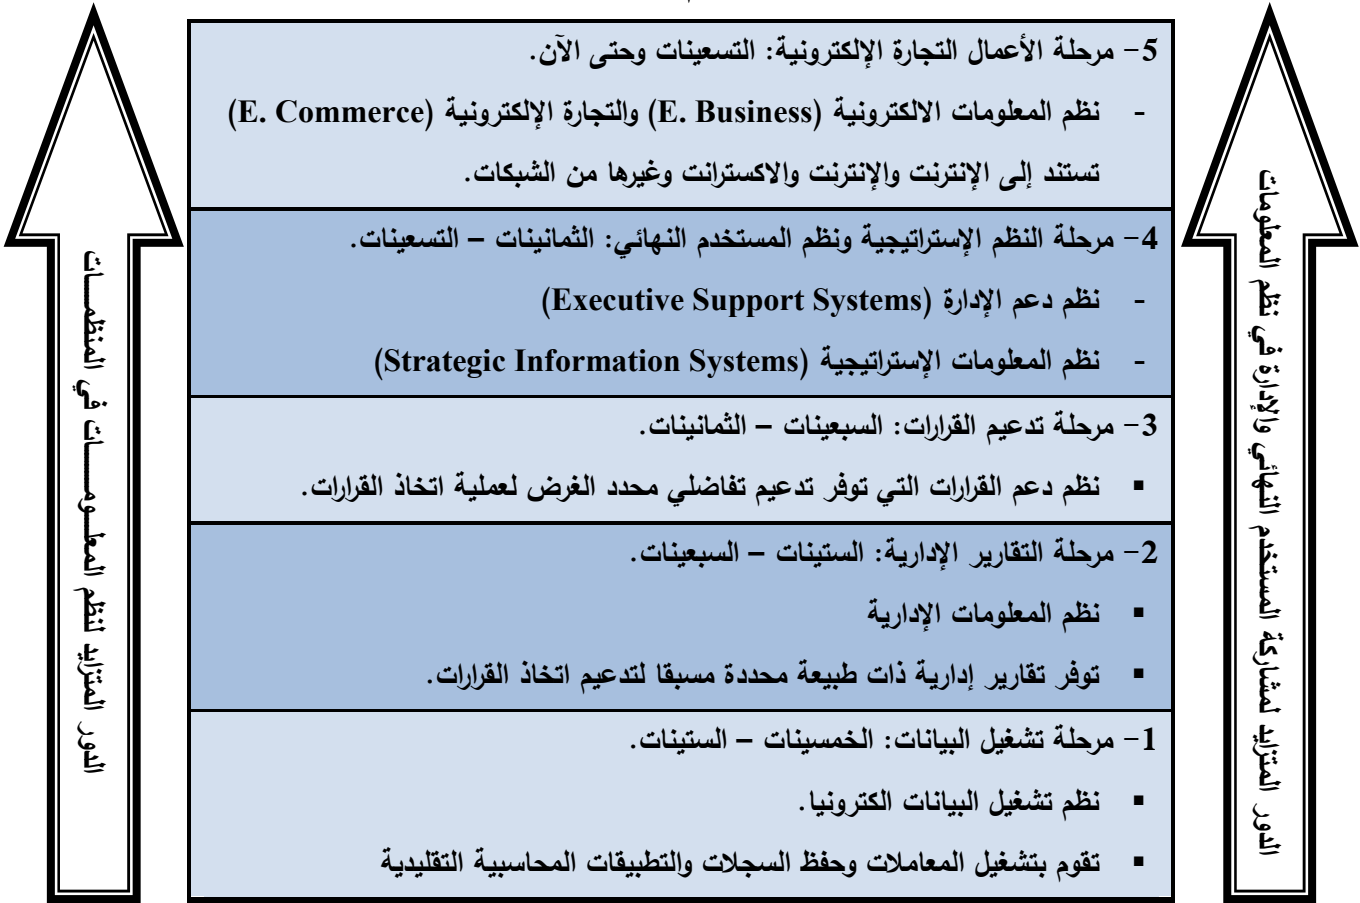 5- مرحلة الأعمال التجارة الإلكترونية: التسعينات وحتى الآن.
- نظم المعلومات الالكترونية (E. Business) والتجارة الإلكترونية (E. Commerce)
تستند إلى الإنترنت والإنترنت والاكسترانت وغيرها من الشبكات.
4- مرحلة النظم الإستراتيجية ونظم المستخدم النهائي: الثمانينات – التسعينات.
- نظم دعم الإدارة (Executive Support Systems)
- نظم المعلومات الإستراتيجية (Strategic Information Systems)
3- مرحلة تدعيم القرارات: السبعينات – الثمانينات.
▪ نظم دعم القرارات التي توفر تدعيم تفاضلي محدد الغرض لعملية اتخاذ القرارات.
2- مرحلة التقارير الإدارية: الستينات – السبعينات.
▪ نظم المعلومات الإدارية
▪ توفر تقارير إدارية ذات طبيعة محددة مسبقا لتدعيم اتخاذ القرارات.
1- مرحلة تشغيل البيانات: الخمسينات – الستينات.
▪ نظم تشغيل البيانات الكترونيا.
▪ تقوم بتشغيل المعاملات وحفظ السجلات والتطبيقات المحاسبية التقليدية
الدور المتزايد لمشاركة المستخدم النهائي والإدارة في نظم المعلومات
الدور المتزايد لنظم المعلـومـــــات في المنظمــــات